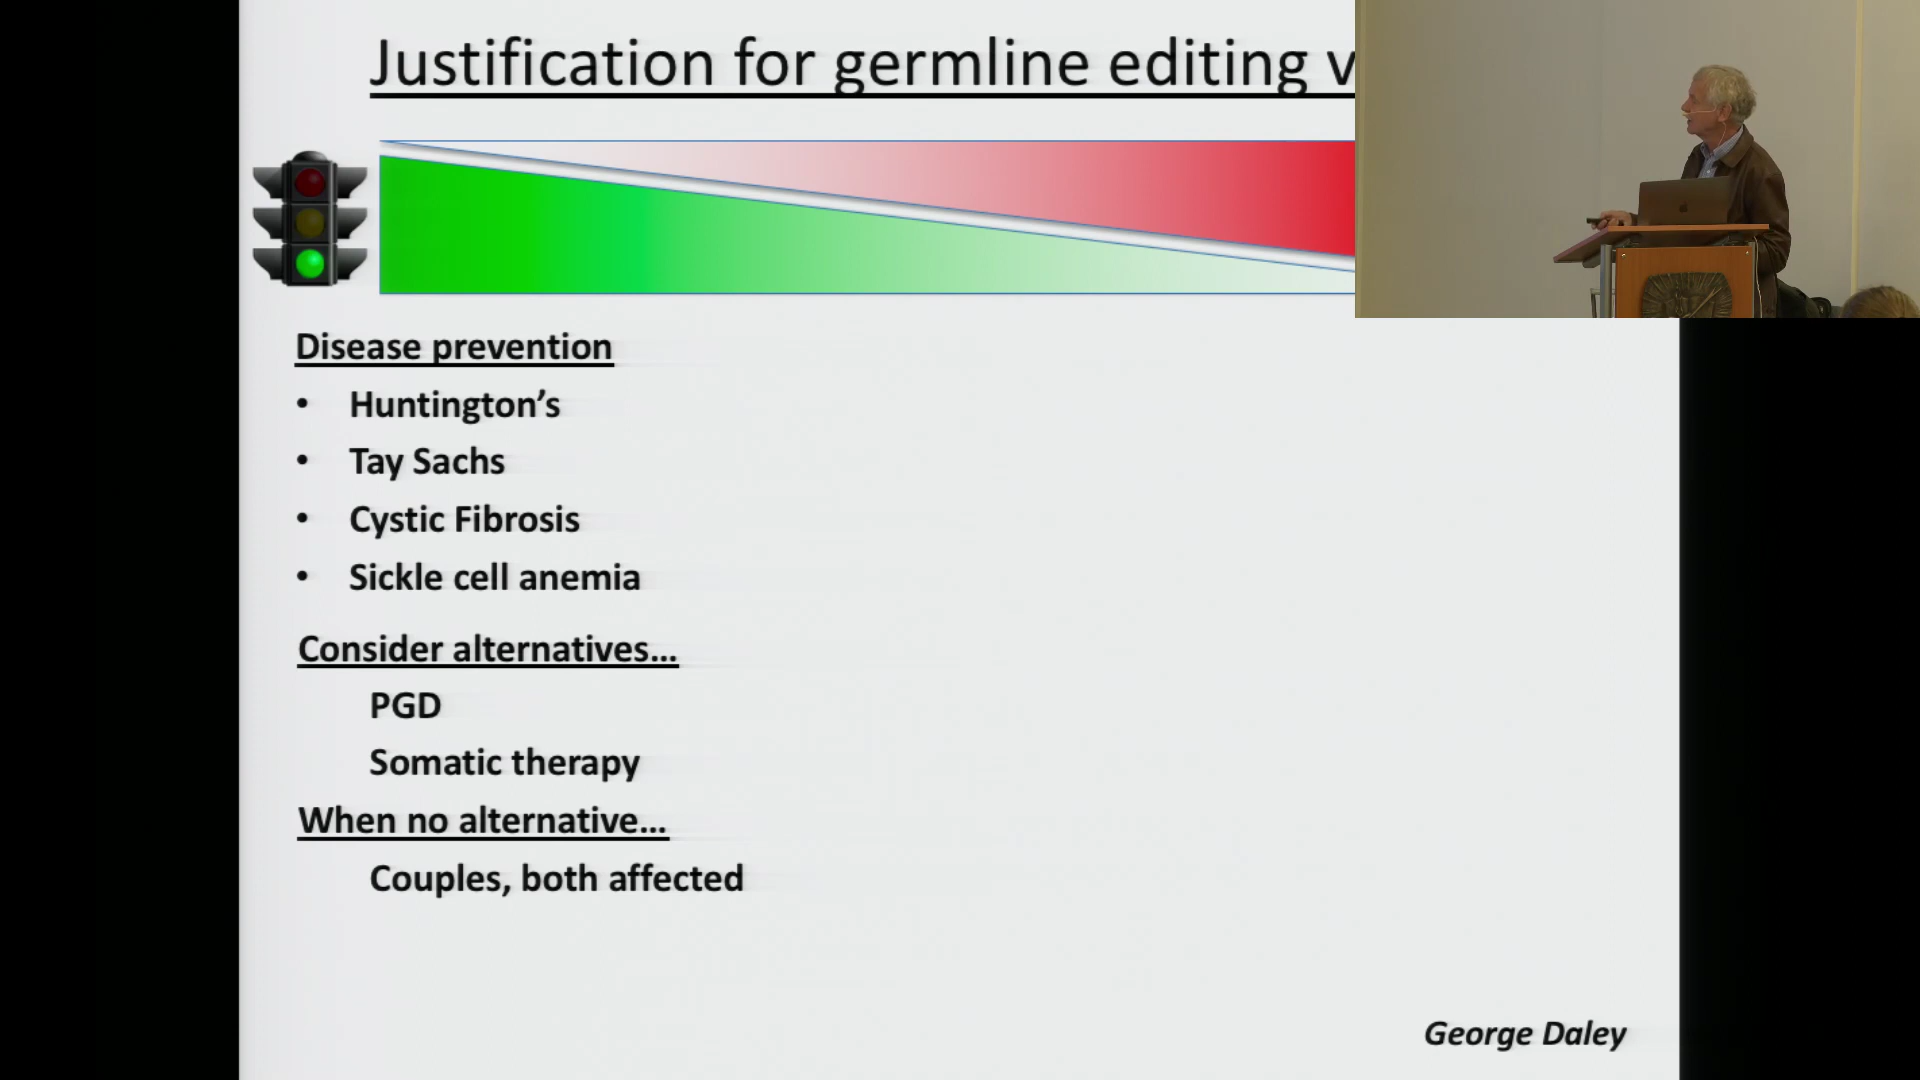 Justification for germline editing v
Disease prevention
• Huntington’s
• Tay Sachs
• Cystic Fibrosis
• Sickle cell anemia
Consider alternatives...
PGD
Somatic therapy
When no alternative...
Couples, both affected
George Daley